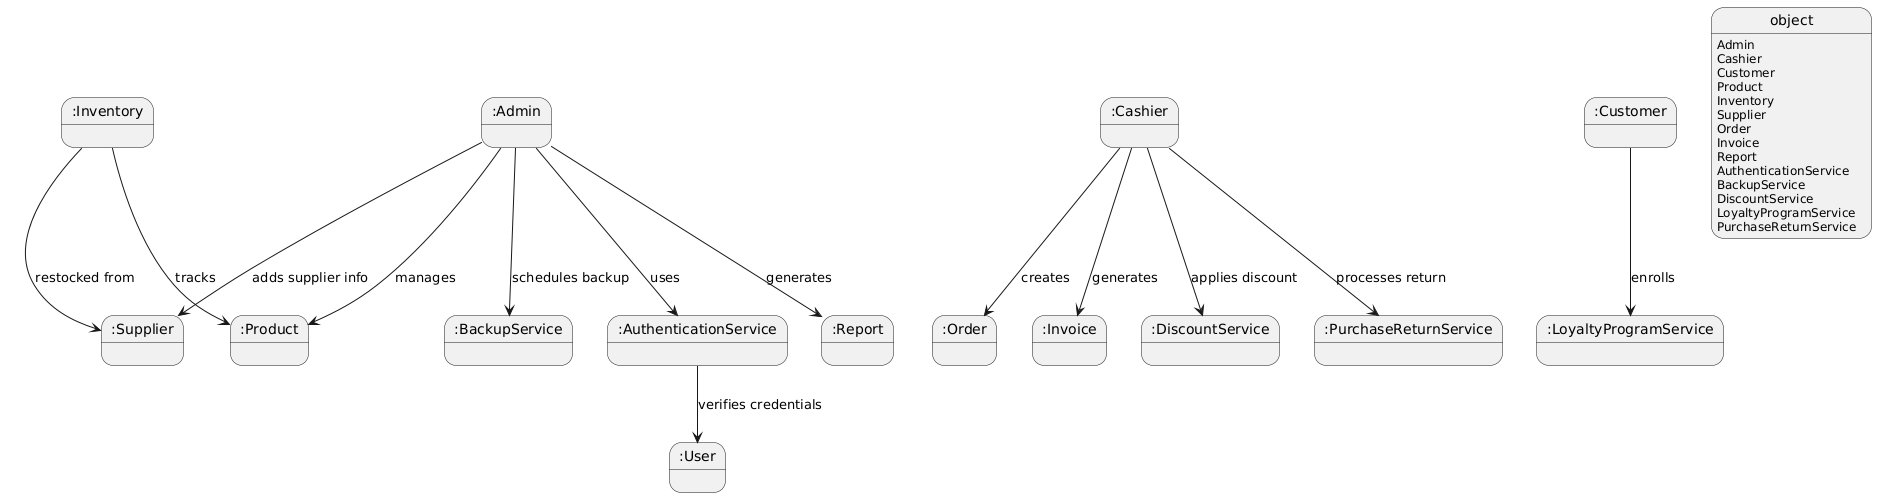 object
Admin
Cashier
Customer
Product
Inventory
Supplier
Order
Invoice
Report
AuthenticationService
BackupService
DiscountService
LoyaltyProgramService
PurchaseReturnService
:Inventory
:Admin
:Cashier
:Customer
restocked from
tracks
adds supplier info
manages
schedules backup
uses
generates
creates
generates
applies discount
processes return
enrolls
:Supplier
:Product
:BackupService
:AuthenticationService
:Report
:Order
:Invoice
:DiscountService
:PurchaseReturnService
:LoyaltyProgramService
verifies credentials
:User